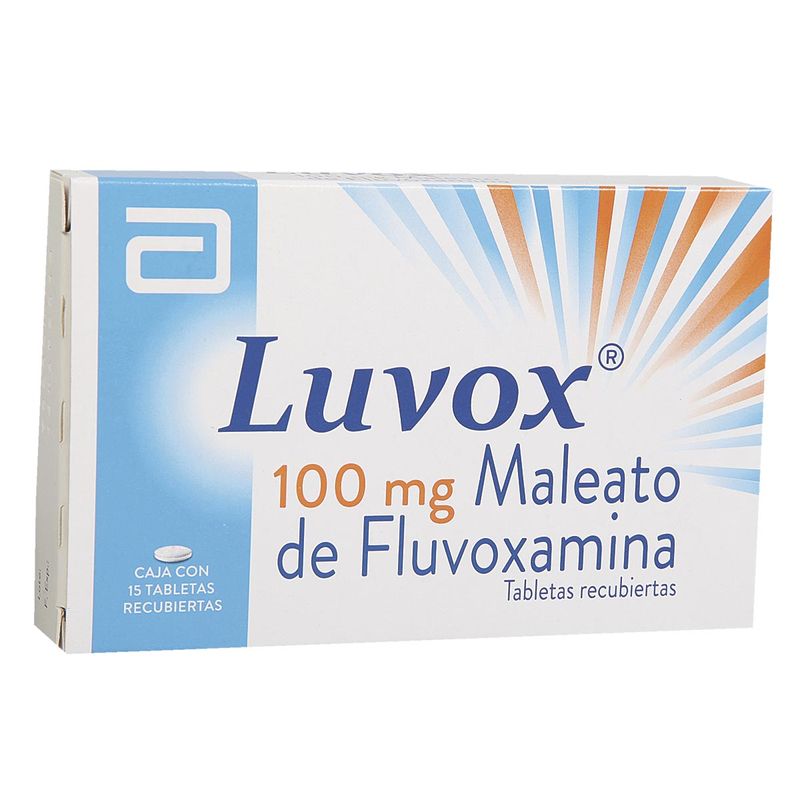 Luvox®
100 mg Maleato
de Fluvoxamina
Tabletas recubiertas
CAJA CON
15 TABLETAS
RECUBIERTAS